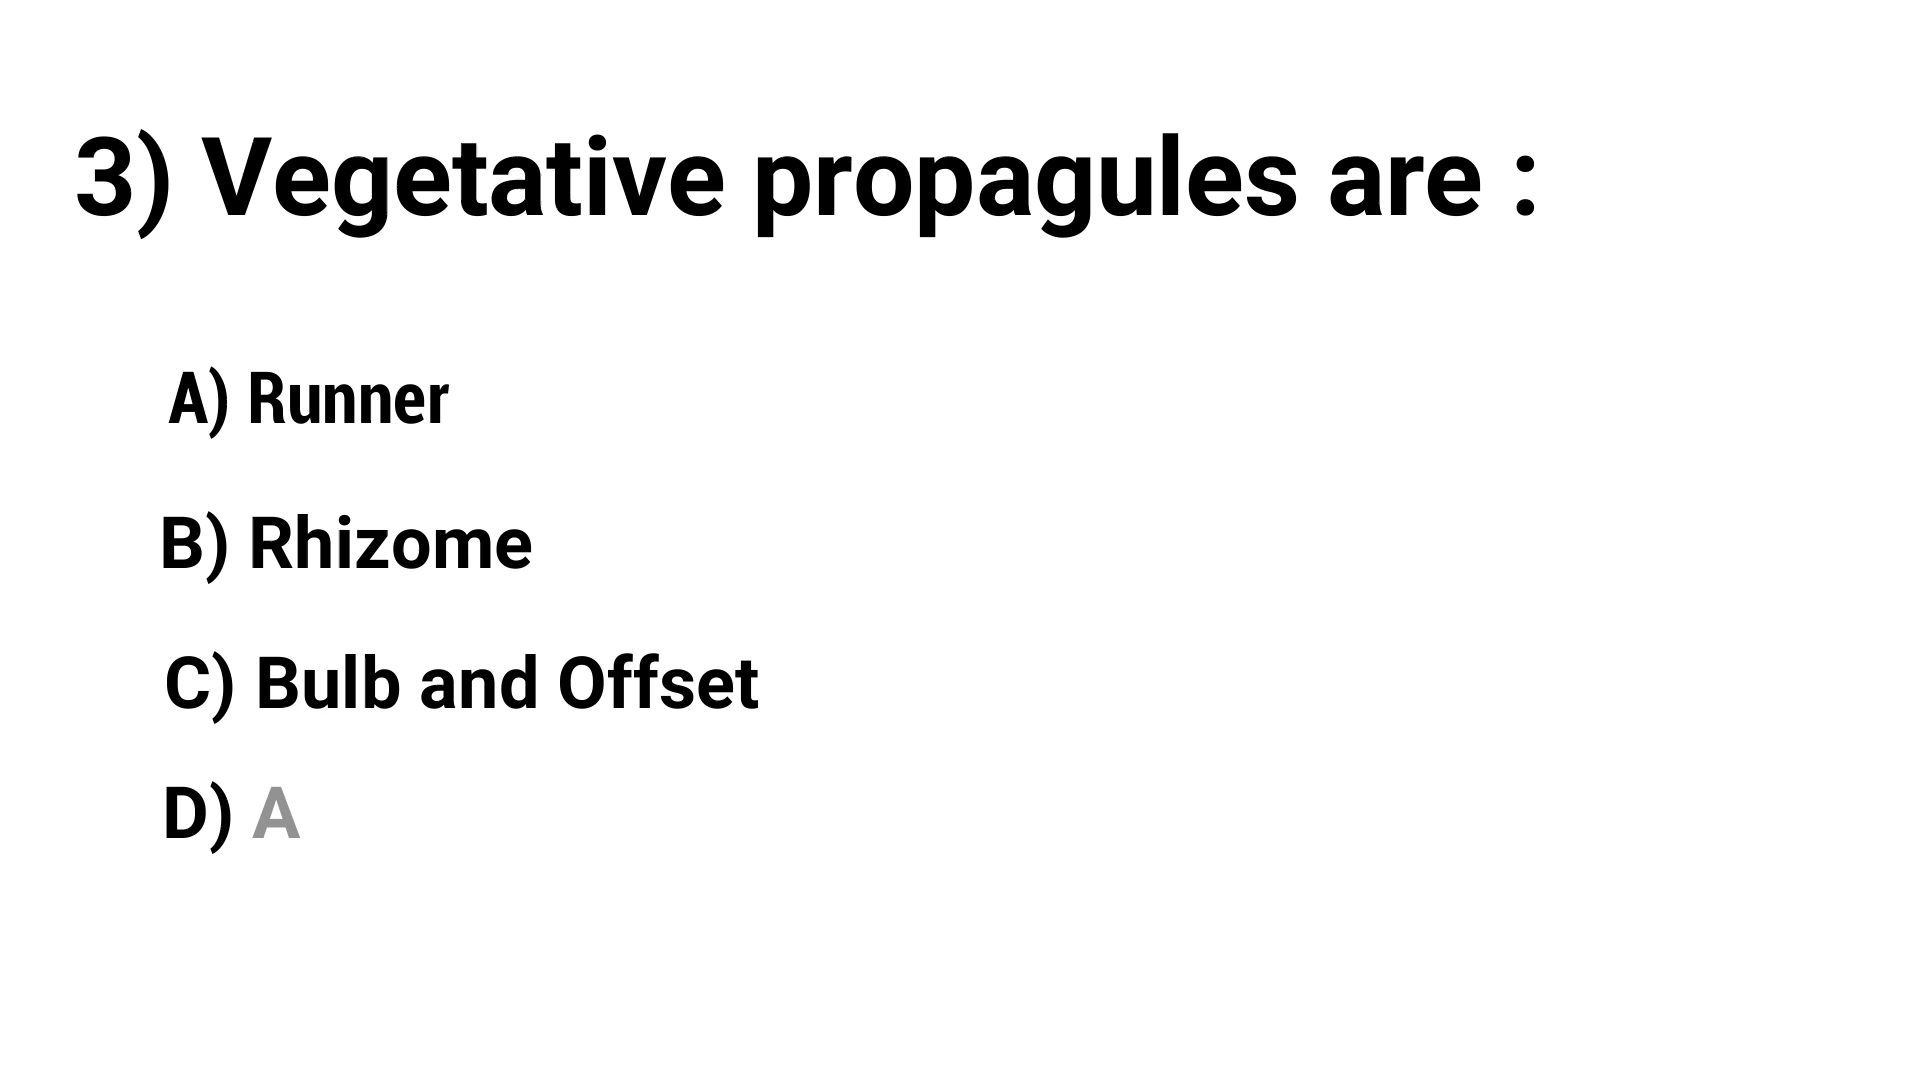 3) Vegetative propagules are :
A) Runner
B) Rhizome
C) Bulb and Offset
D) A